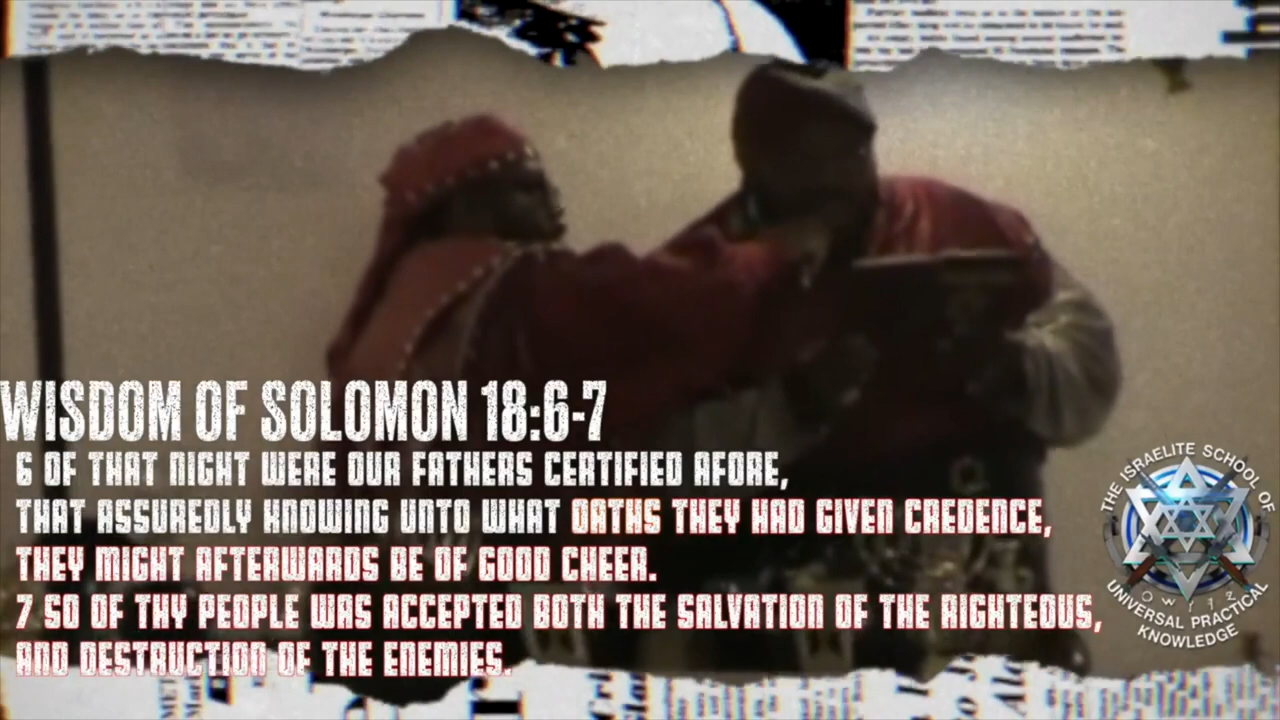 WISDOM OF SOLOMON 18:6-7
6 OF THAT NIGHT WERE OUR FATHERS CERTIFIED AFORE,
THAT ASSUREDLY KNOWING UNTO WHAT OATHS THEY HAD GIVEN CREDENCE,
THEY MIGHT AFTERWARDS BE OF GOOD CHEER.
7 SO OF THY PEOPLE WAS ACCEPTED BOTH THE SALVATION OF THE RIGHTEOUS,
AND DESTRUCTION OF THE ENEMIES.
THE ISRAELITE SCHOOL OF
UNIVERSAL PRACTICAL
KNOWLEDGE